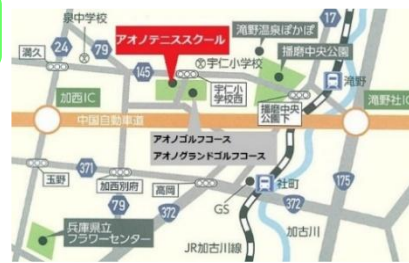 泉中学校
満久
24
79
アオノテニススクール
滝野温泉ぽかぽ
17
播磨中央公園
宇仁小学校
145
加西IC
宇仁小
学校西
播磨中央
公園下
滝野
滝野社IC
中国自動車道
アオノゴルフコース
アオノグランドゴルフコース
371
玉野
加西別府
高岡
社町
175
79
372
GS
372
兵庫県立
フラワーセンター
JR加古川線
加古川